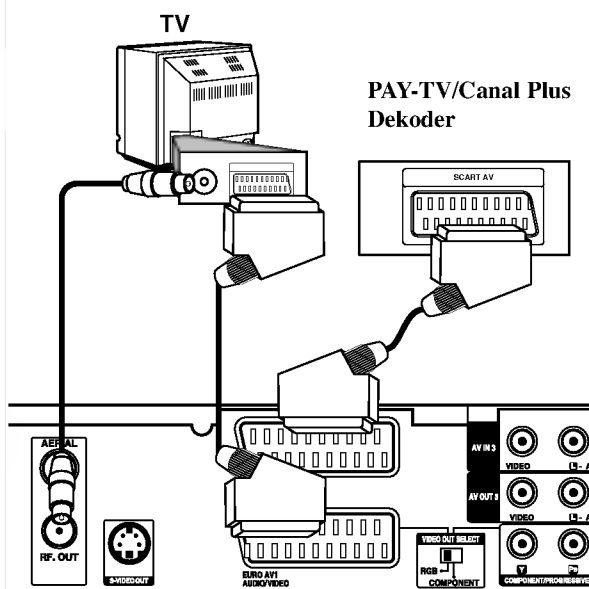 TV
PAY-TV/Canal Plus
Dekoder
SCART AV
AERIAL
RF. OUT
S-VIDEO OUT
EURO AV1
AUDIO/VIDEO
VIDEO OUT SELECT
RGB
COMPONENT
AV IN 3
VIDEO
L - A
AV OUT 3
VIDEO
L - A
Y
Pb
COMPONENT/PROGRESSIVE